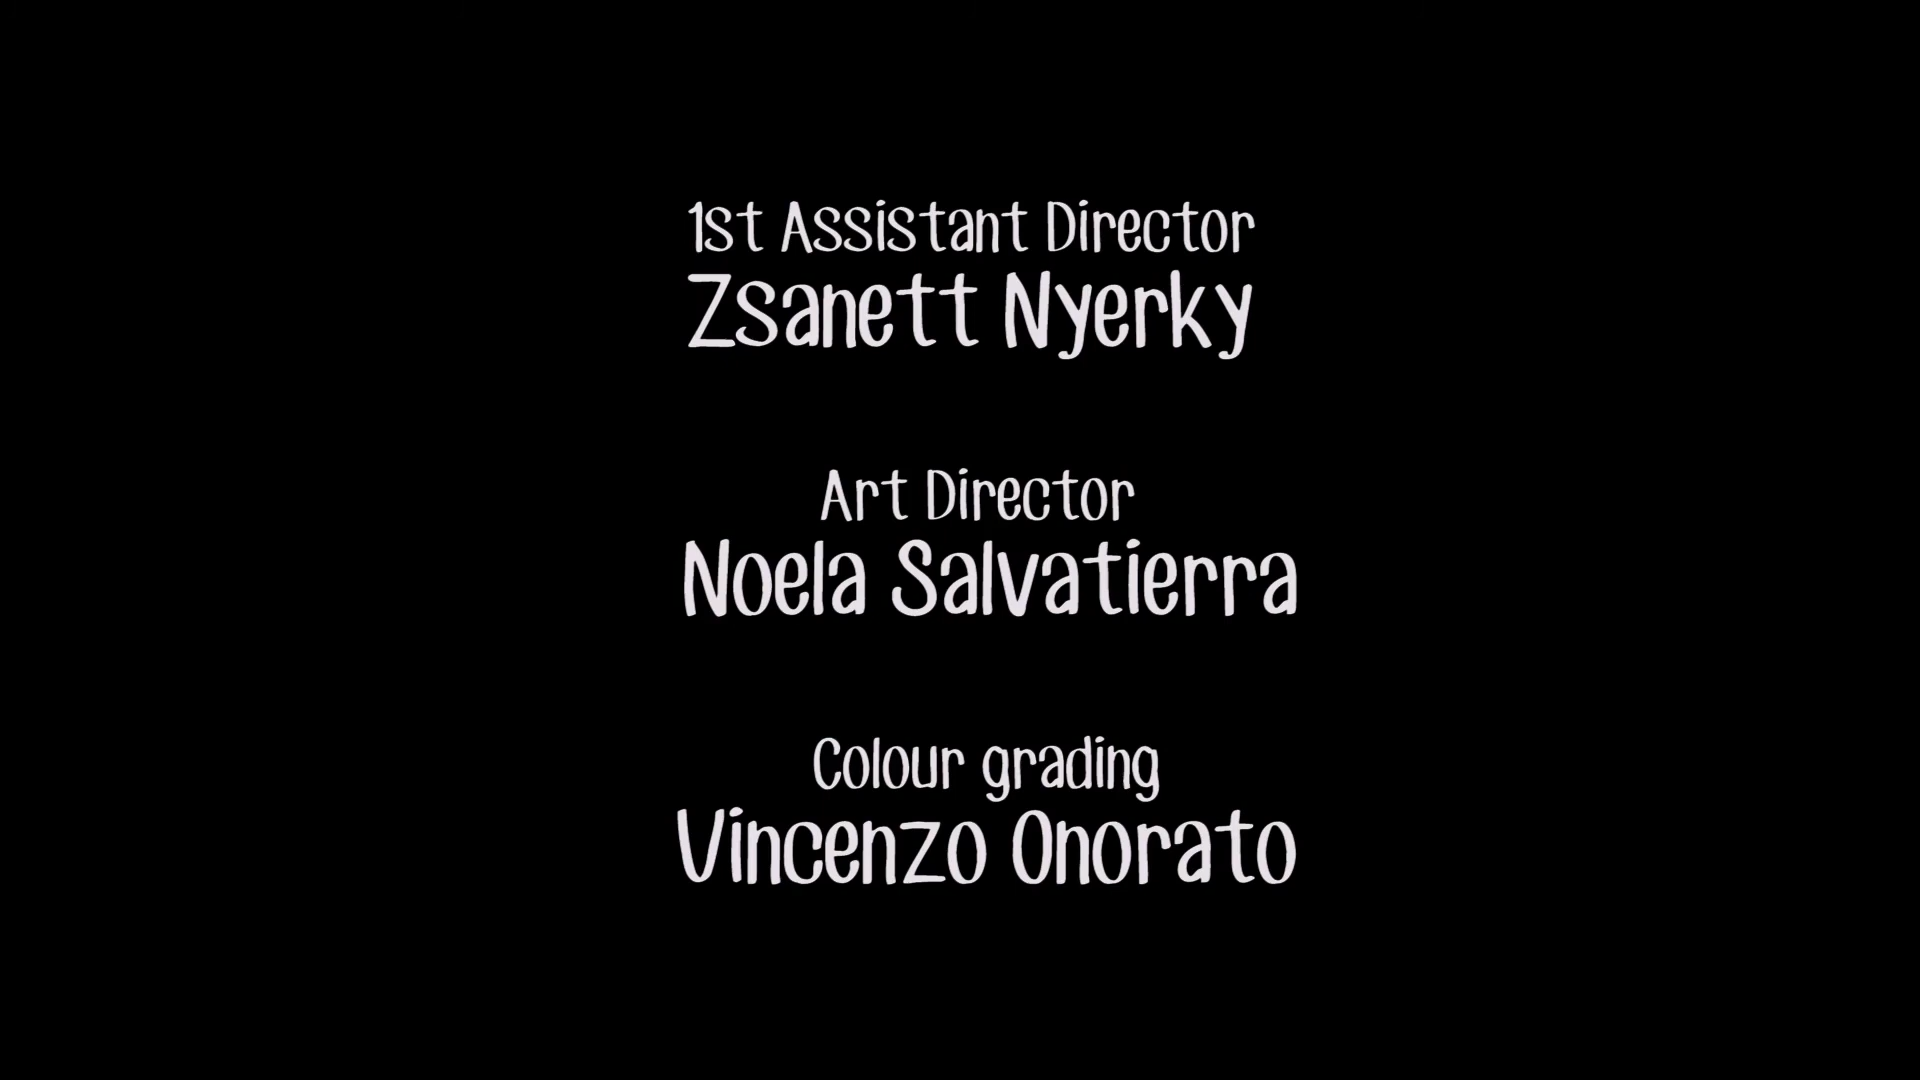 1st Assistant Director
Zsanett Nyerky
Art Director
Noela Salvatierra
Colour grading
Vincenzo Onorato